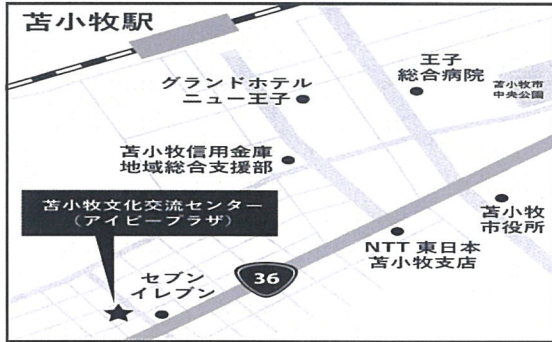 苫小牧駅
王子
総合病院
グランドホテル
ニュー王子
苫小牧市
中央公園
苫小牧信用金庫
地域総合支援部
苫小牧文化交流センター
（アイビープラザ）
苫小牧
市役所
NTT 東日本
苫小牧支店
セブン
イレブン
36